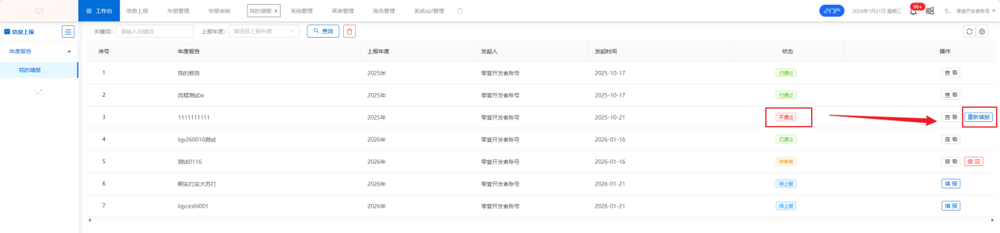 工作台 信息上报 年报管理 年报审核 我的填报 X 系统管理 菜单管理 角色管理 系统api管理 门户 2026年1月21日 星期三 99+ 零壹开发者账号
信息上报
年度报告
我的填报
关键词: 请输入关键词 上报年度: 请选择上报年度 查询
序号 年度报告 上报年度 发起人 发起时间 状态 操作
1 我的报告 2025年 零壹开发者账号 2025-10-17 已通过 查看
2 流程测试w 2025年 零壹开发者账号 2025-10-17 已通过 查看
3 1111111111 2025年 零壹开发者账号 2025-10-21 不通过 查看 重新填报
4 lqy260016测试 2026年 零壹开发者账号 2026-01-16 已通过 查看
5 测试0116 2026年 零壹开发者账号 2026-01-16 待审核 查看 撤回
6 啊实打实大苏打 2026年 零壹开发者账号 2026-01-21 待上报 填报
7 lqyceshi001 2026年 零壹开发者账号 2026-01-21 待上报 填报